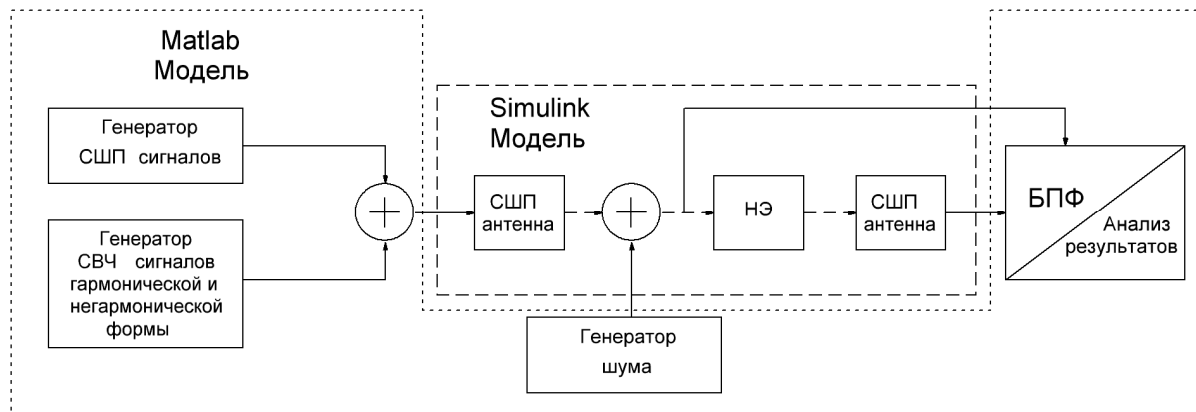 Matlab
Модель
Генератор
СШП сигналов
Генератор
СВЧ сигналов
гармонической и
негармонической
формы
Simulink
Модель
СШП
антенна
НЭ
СШП
антенна
Генератор
шума
БПФ
Анализ
результатов